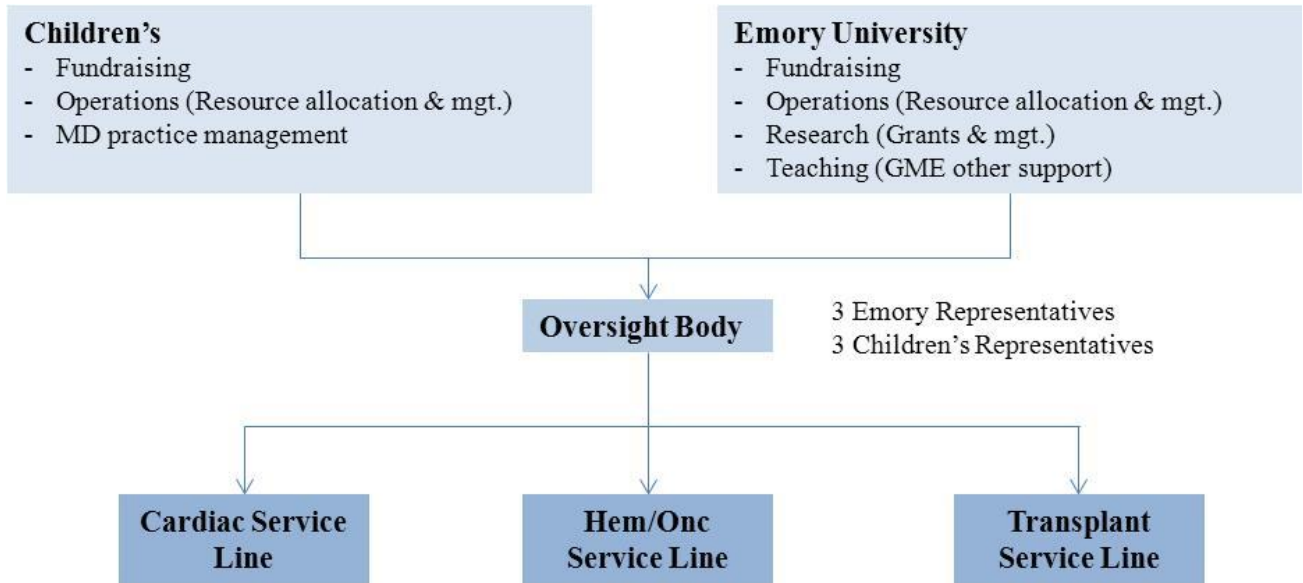 Children's
- Fundraising
- Operations (Resource allocation & mgt.)
- MD practice management
Emory University
- Fundraising
- Operations (Resource allocation & mgt.)
- Research (Grants & mgt.)
- Teaching (GME other support)
Oversight Body
3 Emory Representatives
3 Children's Representatives
Cardiac Service
Line
Hem/Onc
Service Line
Transplant
Service Line